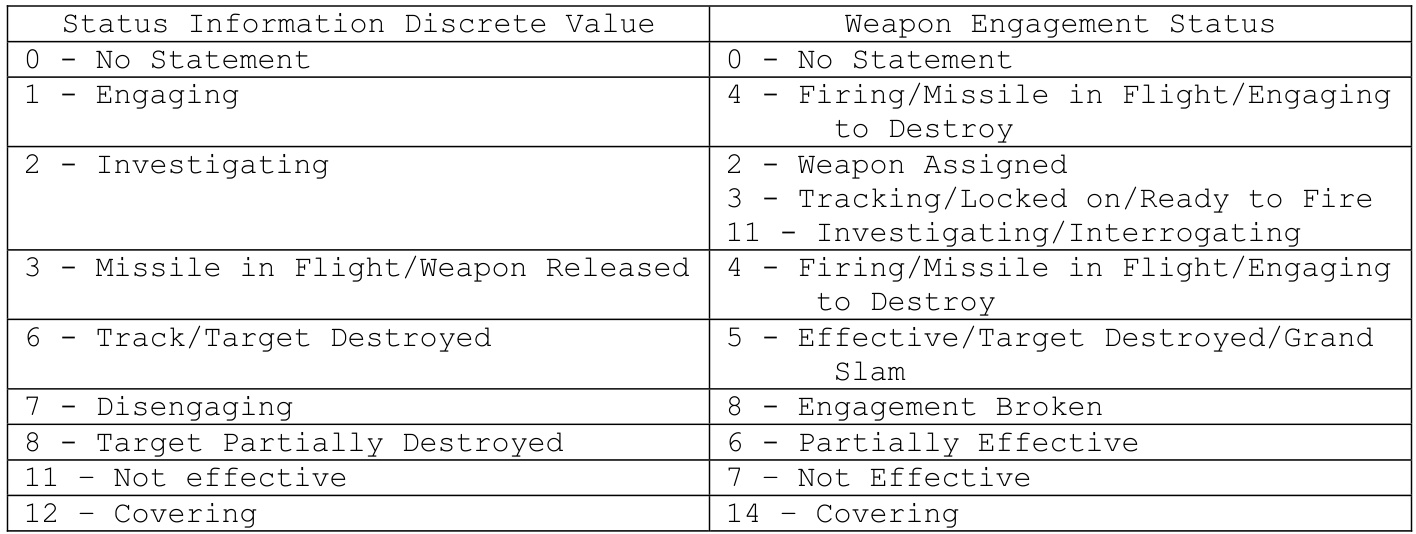 Status Information Discrete Value
Weapon Engagement Status
0 - No Statement
0 - No Statement
1 - Engaging
4 - Firing/Missile in Flight/Engaging
to Destroy
2 - Investigating
2 - Weapon Assigned
3 - Tracking/Locked on/Ready to Fire
11 - Investigating/Interrogating
3 - Missile in Flight/Weapon Released
4 - Firing/Missile in Flight/Engaging
to Destroy
6 - Track/Target Destroyed
5 - Effective/Target Destroyed/Grand
Slam
7 - Disengaging
8 - Engagement Broken
8 - Target Partially Destroyed
6 - Partially Effective
11 – Not effective
7 – Not Effective
12 – Covering
14 – Covering